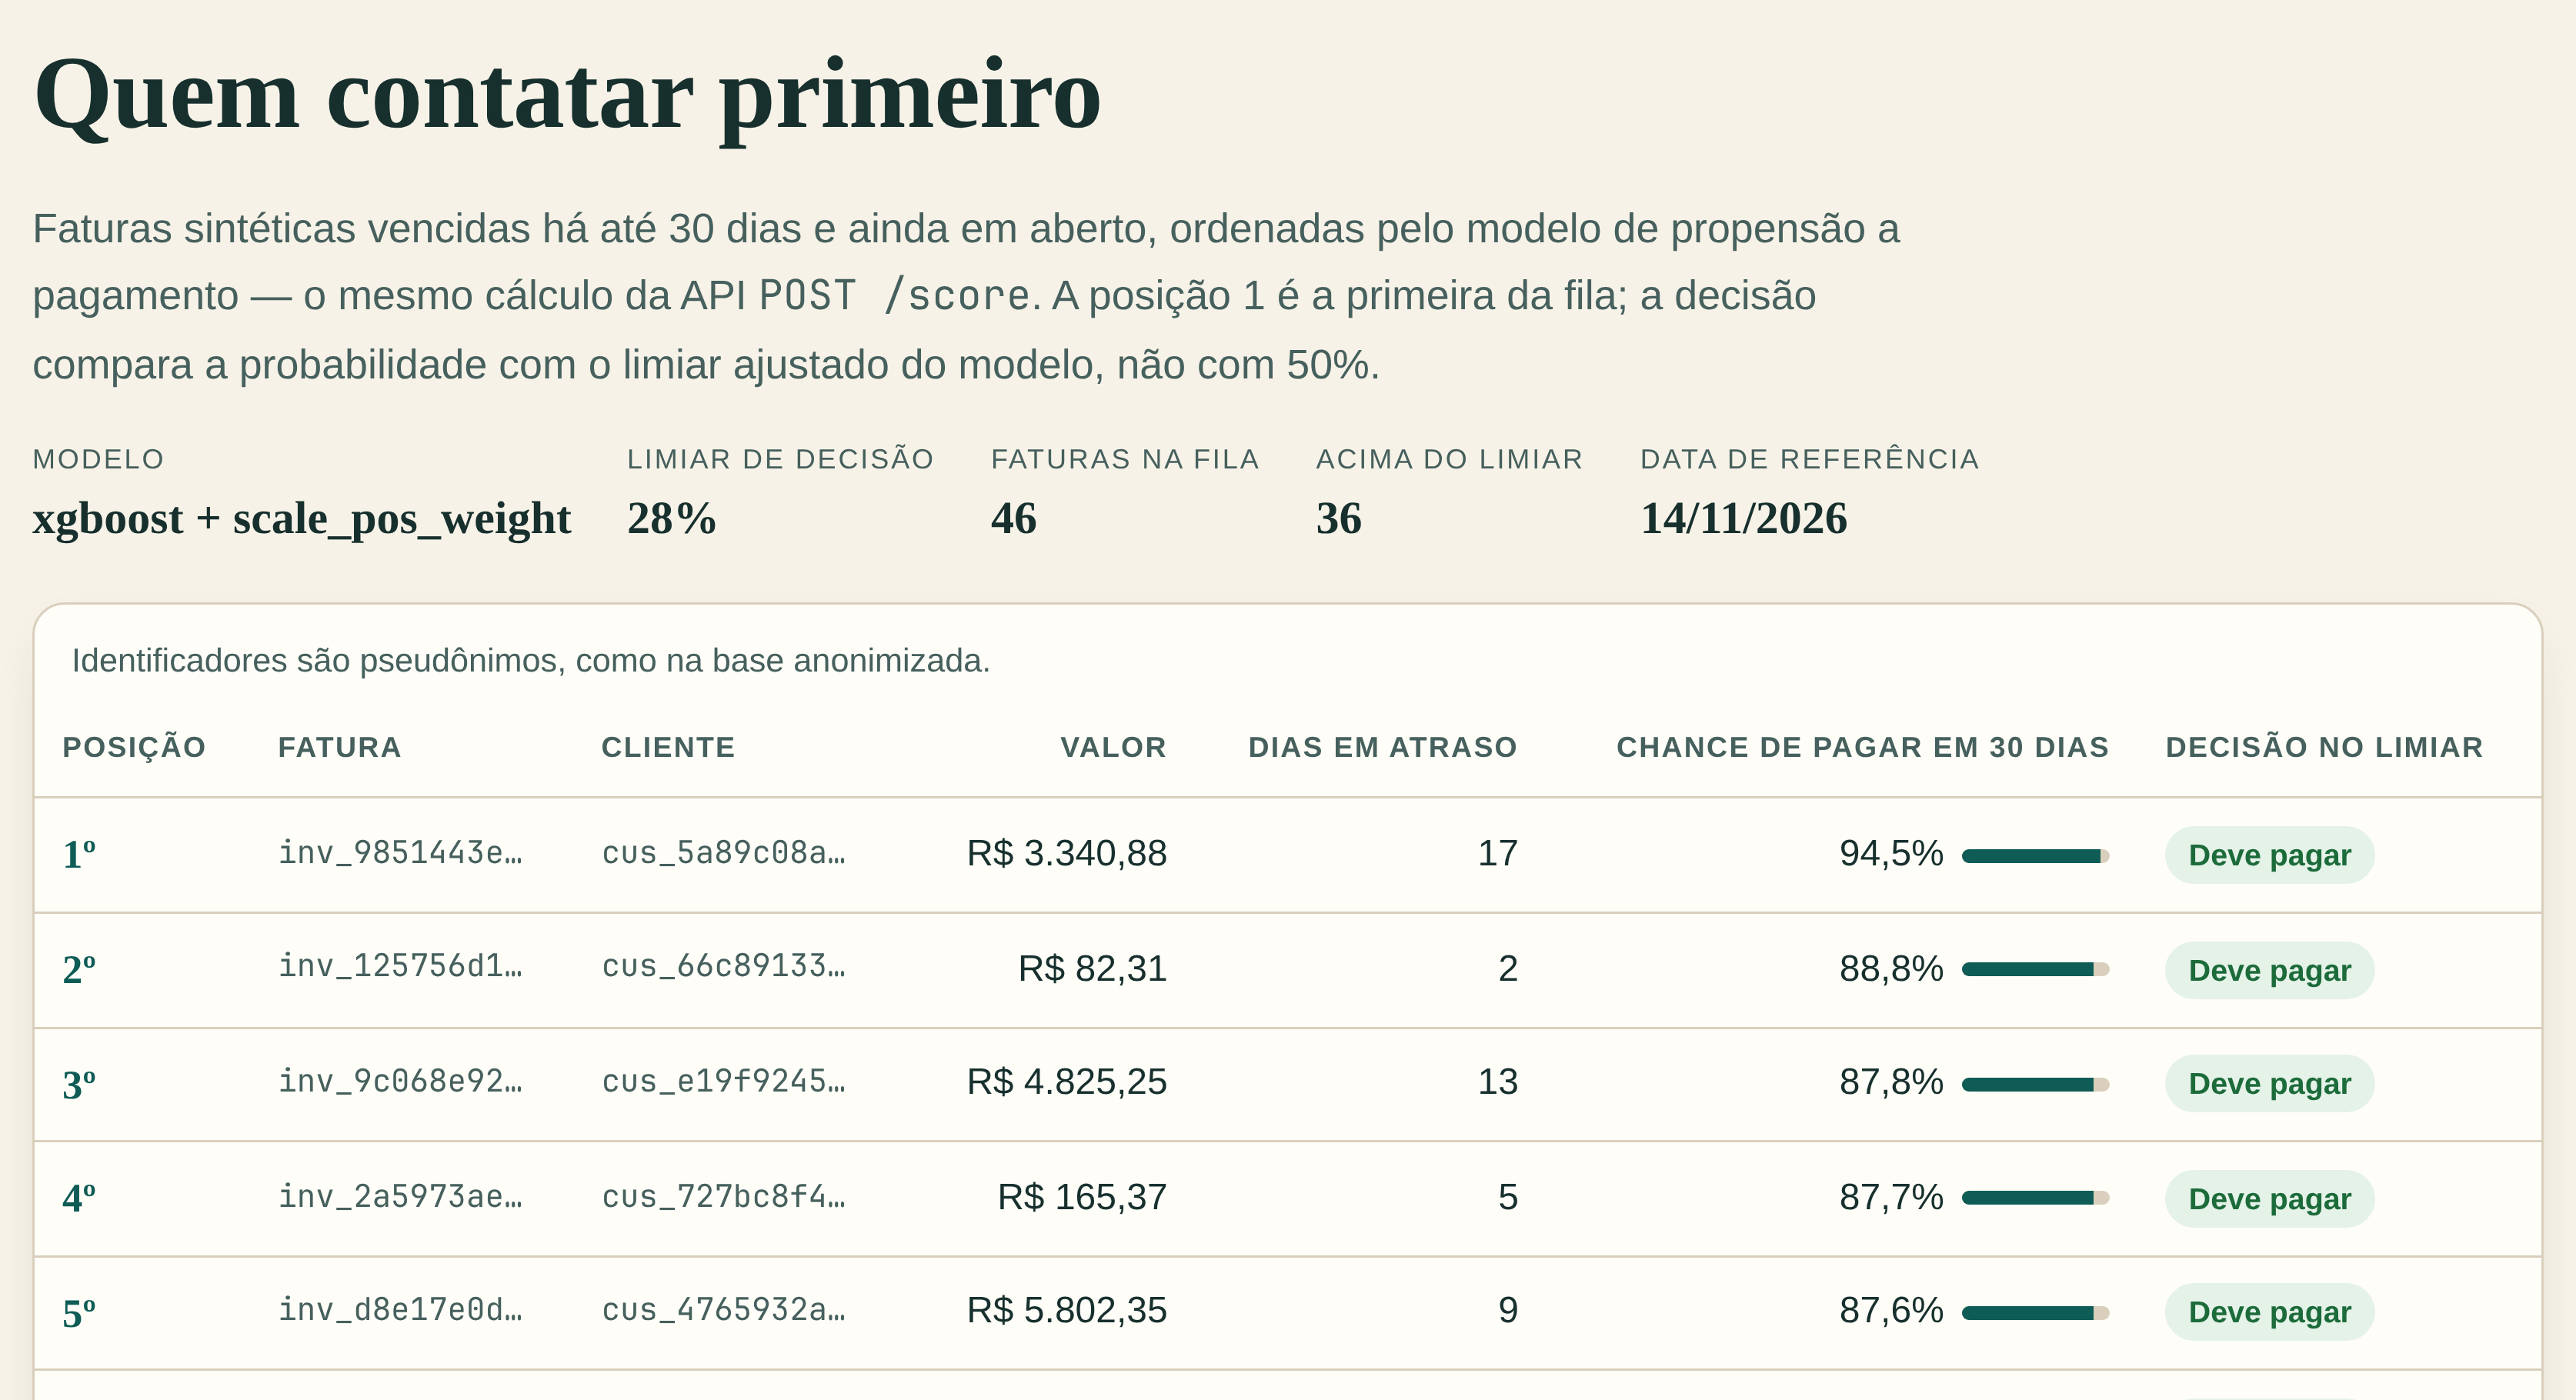 Quem contatar primeiro
Faturas sintéticas vencidas há até 30 dias e ainda em aberto, ordenadas pelo modelo de propensão a
pagamento — o mesmo cálculo da API POST /score. A posição 1 é a primeira da fila; a decisão
compara a probabilidade com o limiar ajustado do modelo, não com 50%.
MODELO LIMIAR DE DECISÃO FATURAS NA FILA ACIMA DO LIMIAR DATA DE REFERÊNCIA
xgboost + scale_pos_weight 28% 46 36 14/11/2026
Identificadores são pseudônimos, como na base anonimizada.
POSIÇÃO FATURA CLIENTE VALOR DIAS EM ATRASO CHANCE DE PAGAR EM 30 DIAS DECISÃO NO LIMIAR
1º inv_9851443e… cus_5a89c08a… R$ 3.340,88 17 94,5% Deve pagar
2º inv_125756d1… cus_66c89133… R$ 82,31 2 88,8% Deve pagar
3º inv_9c068e92… cus_e19f9245… R$ 4.825,25 13 87,8% Deve pagar
4º inv_2a5973ae… cus_727bc8f4… R$ 165,37 5 87,7% Deve pagar
5º inv_d8e17e0d… cus_4765932a… R$ 5.802,35 9 87,6% Deve pagar